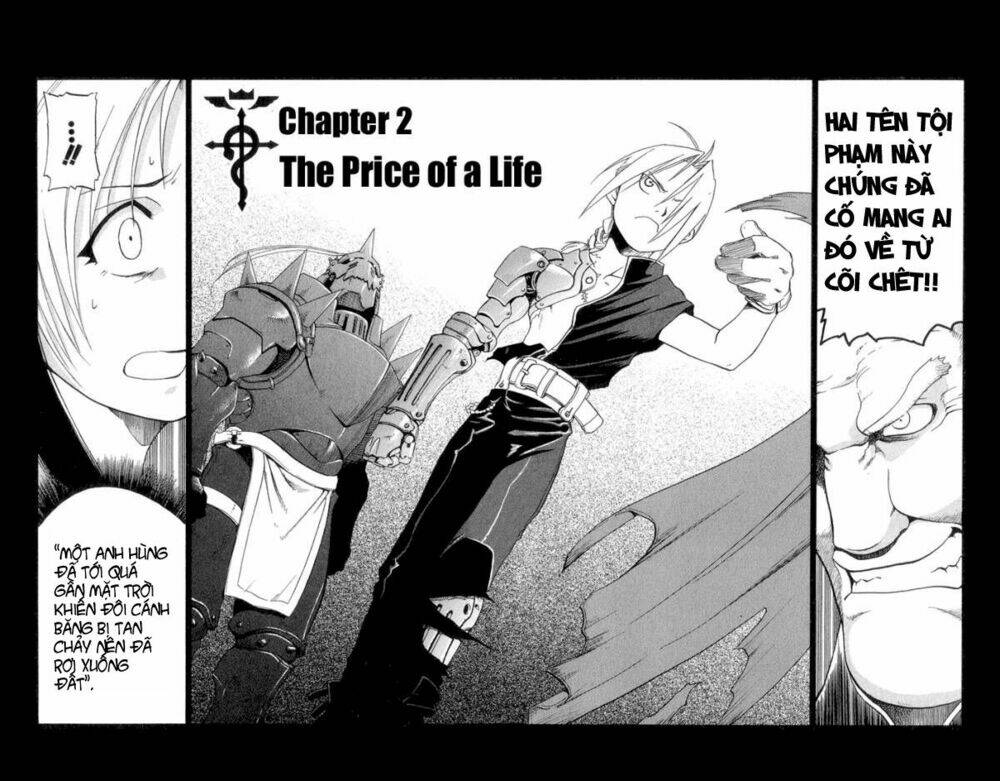 HAI TÊN TỘI
PHẠM NÀY
CHÚNG ĐÃ
CỐ MANG AI
ĐÓ VỀ TỪ
CÕI CHẾT!!
Chapter 2
The Price of a Life
...!!
"MỘT ANH HÙNG
ĐÃ TỚI QUÁ
GẦN MẶT TRỜI
KHIẾN ĐÔI CÁNH
BĂNG BỊ TAN
CHẢY NÊN ĐÃ
RƠI XUỐNG
ĐẤT".